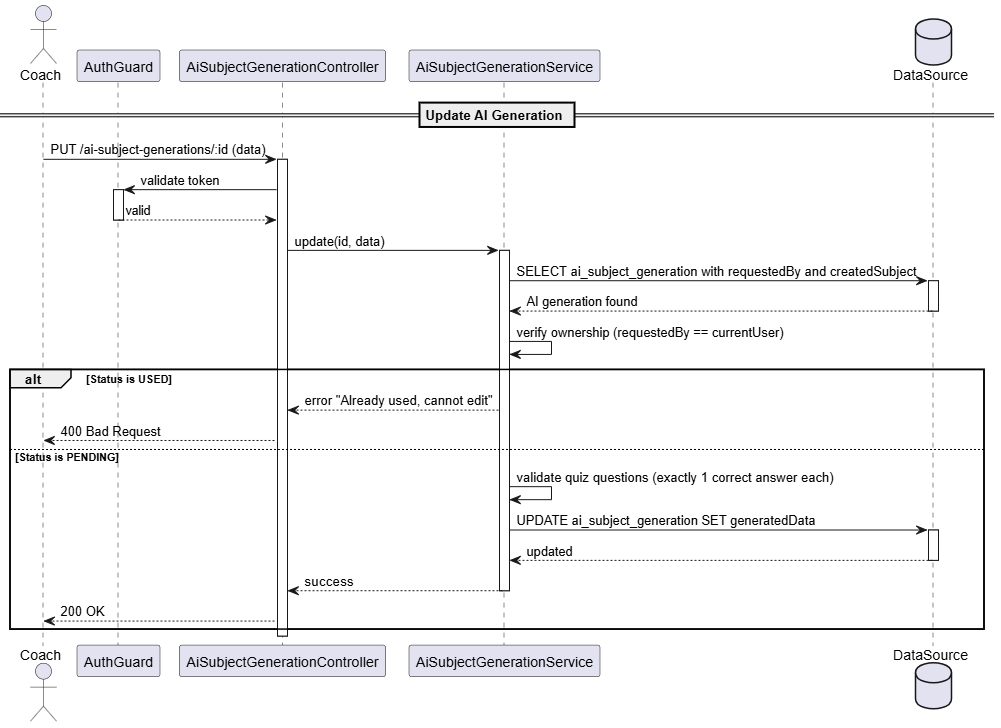 Coach
AuthGuard
AiSubjectGenerationController
AiSubjectGenerationService
DataSource
Update AI Generation
PUT /ai-subject-generations/:id (data)
validate token
valid
update(id, data)
SELECT ai_subject_generation with requestedBy and createdSubject
AI generation found
verify ownership (requestedBy == currentUser)
alt
[Status is USED]
error "Already used, cannot edit"
400 Bad Request
[Status is PENDING]
validate quiz questions (exactly 1 correct answer each)
UPDATE ai_subject_generation SET generatedData
updated
success
200 OK
Coach
AuthGuard
AiSubjectGenerationController
AiSubjectGenerationService
DataSource